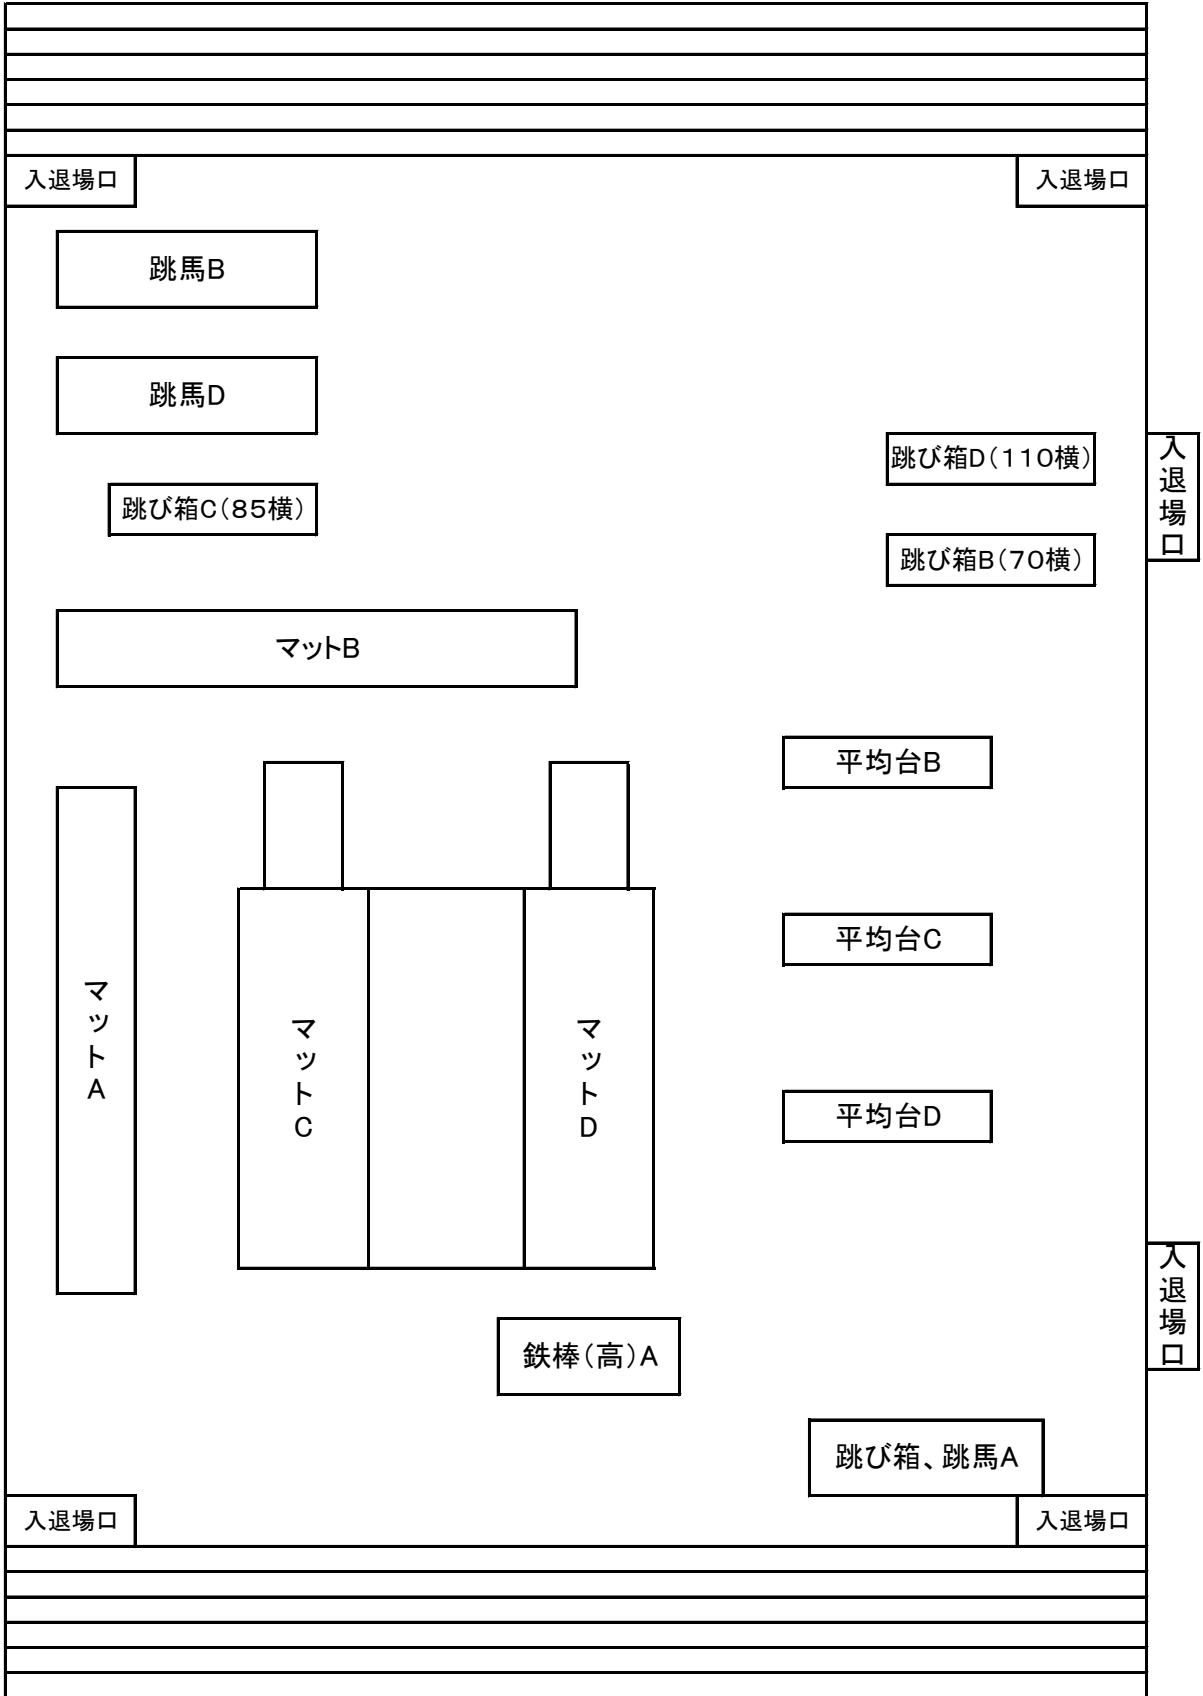 入退場口
入退場口
跳馬B
跳馬D
跳び箱D(110横)
入退場口
跳び箱C(85横)
跳び箱B(70横)
マットB
平均台B
平均台C
マットA
マットC
マットD
平均台D
入退場口
鉄棒(高)A
跳び箱、跳馬A
入退場口
入退場口